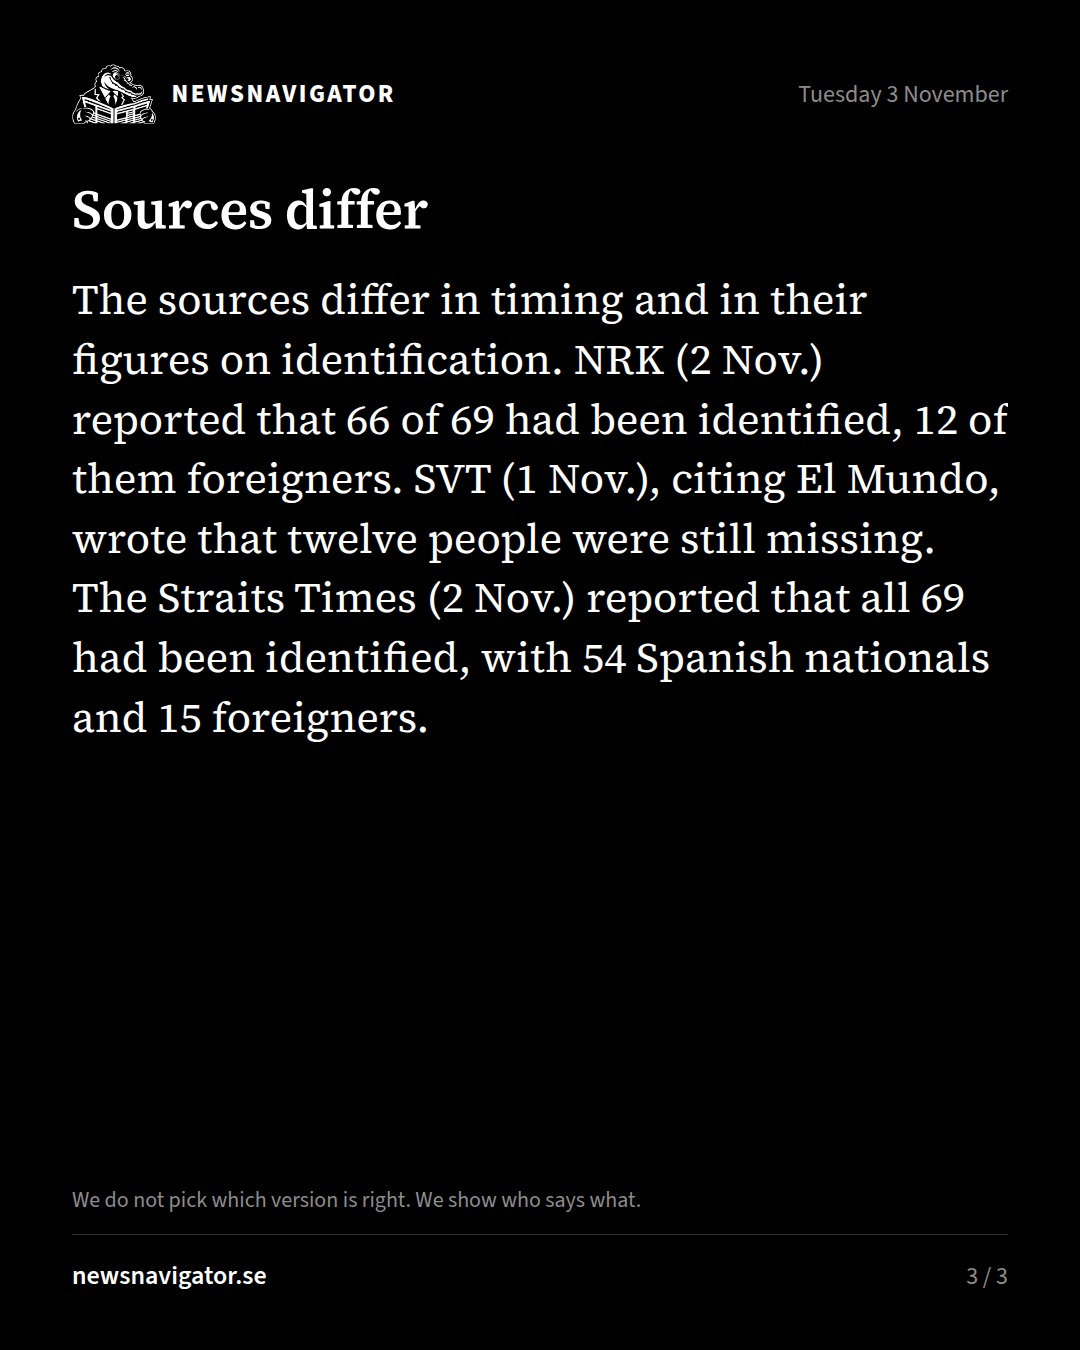 NEWSNAVIGATOR
Tuesday 3 November
Sources differ
The sources differ in timing and in their
figures on identification. NRK (2 Nov.)
reported that 66 of 69 had been identified, 12 of
them foreigners. SVT (1 Nov.), citing El Mundo,
wrote that twelve people were still missing.
The Straits Times (2 Nov.) reported that all 69
had been identified, with 54 Spanish nationals
and 15 foreigners.
We do not pick which version is right. We show who says what.
newsnavigator.se
3 / 3